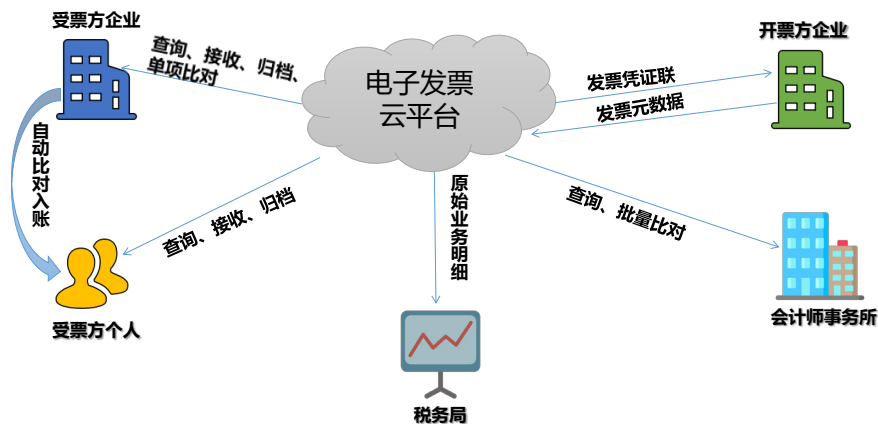 受票方企业
查询、接收、归档、
单项比对
电子发票
云平台
开票方企业
发票凭证联
发票元数据
自动比对入账
查询、接收、归档
原始业务明细
查询、批量比对
受票方个人
会计师事务所
税务局